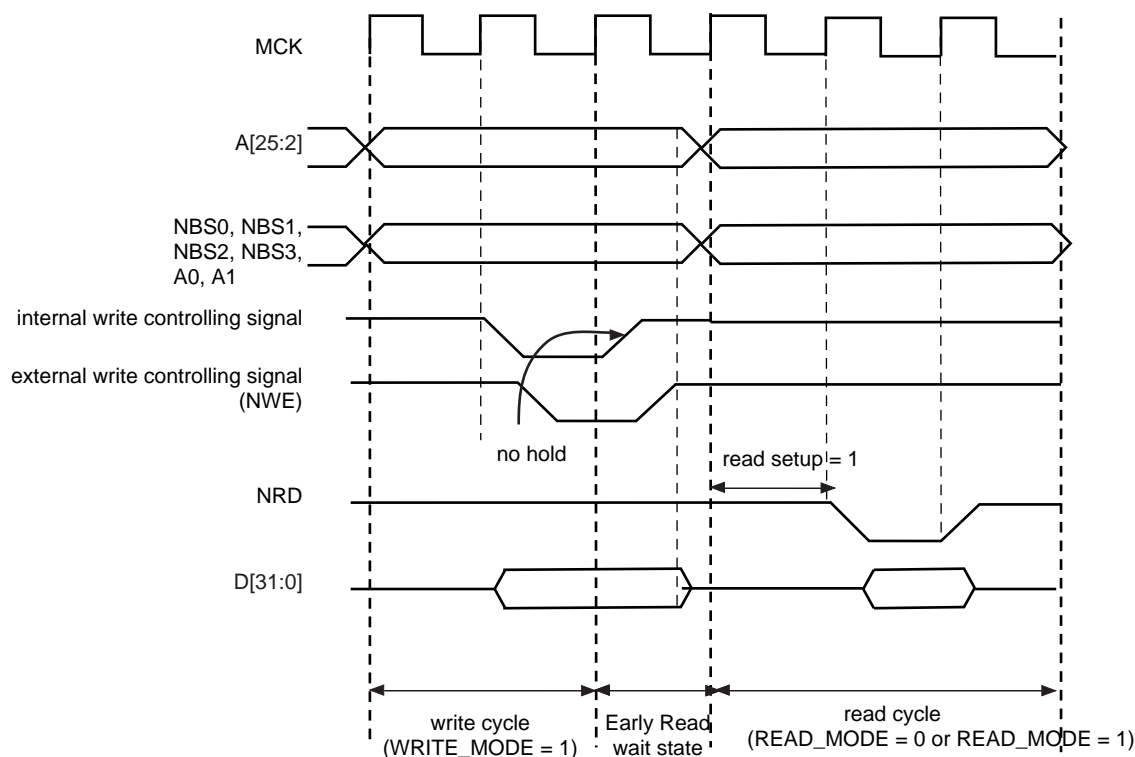 MCK
A[25:2]
NBS0, NBS1,
NBS2, NBS3,
A0, A1
internal write controlling signal
external write controlling signal
(NWE)
no hold
read setup = 1
NRD
D[31:0]
write cycle
(WRITE_MODE = 1)
Early Read
wait state
read cycle
(READ_MODE = 0 or READ_MODE = 1)